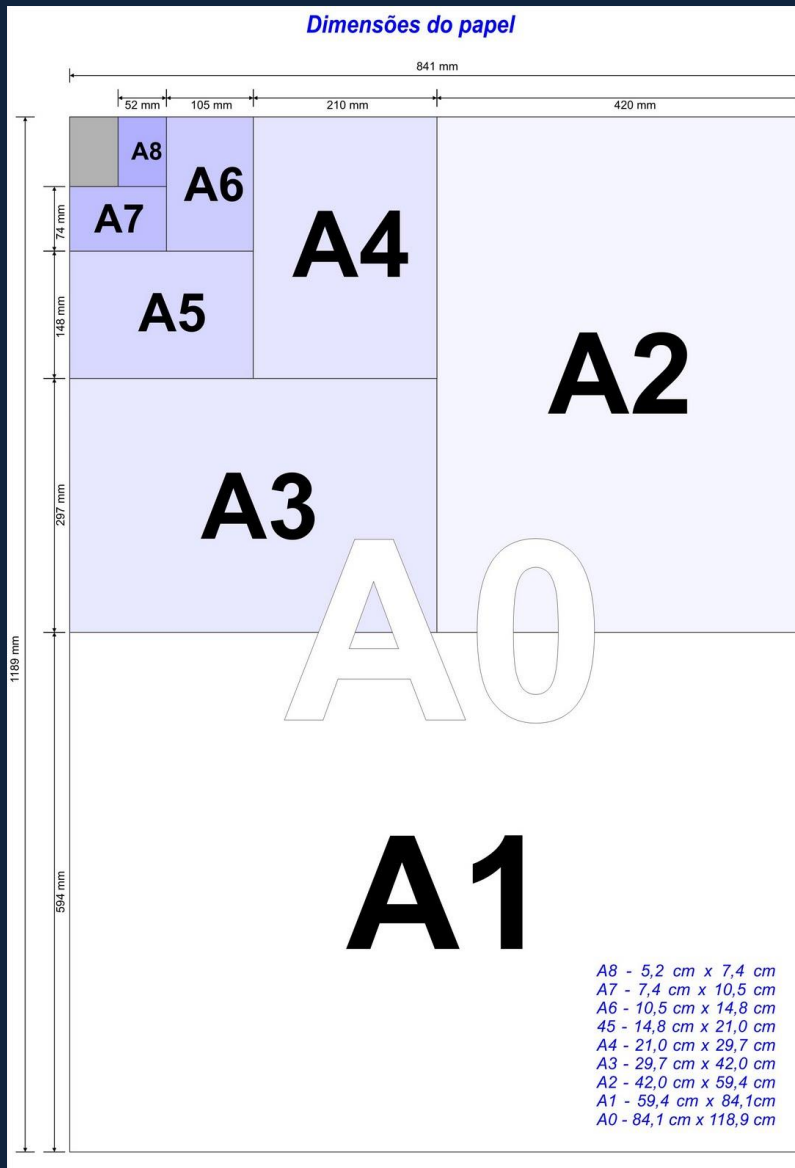 Dimensões do papel
841 mm
52 mm 105 mm 210 mm 420 mm
A8
A6
A7
A4
74 mm
A5
148 mm
A2
A3
297 mm
A0
1189 mm
A1
594 mm
A8 - 5,2 cm x 7,4 cm
A7 - 7,4 cm x 10,5 cm
A6 - 10,5 cm x 14,8 cm
45 - 14,8 cm x 21,0 cm
A4 - 21,0 cm x 29,7 cm
A3 - 29,7 cm x 42,0 cm
A2 - 42,0 cm x 59,4 cm
A1 - 59,4 cm x 84,1cm
A0 - 84,1 cm x 118,9 cm